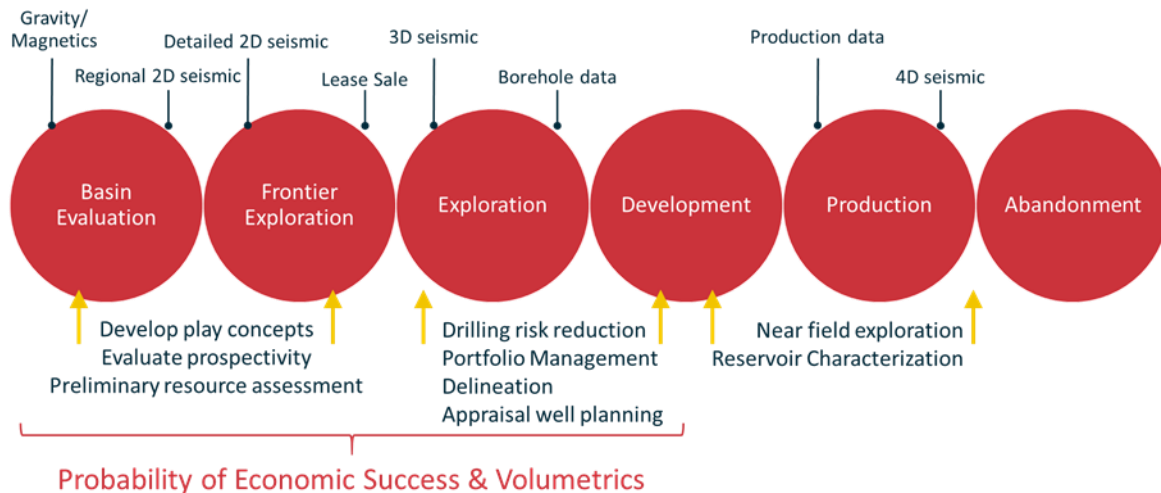 Gravity/
Magnetics
Regional 2D seismic
Detailed 2D seismic
Lease Sale
3D seismic
Borehole data
Production data
4D seismic
Basin
Evaluation
Frontier
Exploration
Exploration
Development
Production
Abandonment
Develop play concepts
Evaluate prospectivity
Preliminary resource assessment
Drilling risk reduction
Portfolio Management
Delineation
Appraisal well planning
Near field exploration
Reservoir Characterization
Probability of Economic Success & Volumetrics